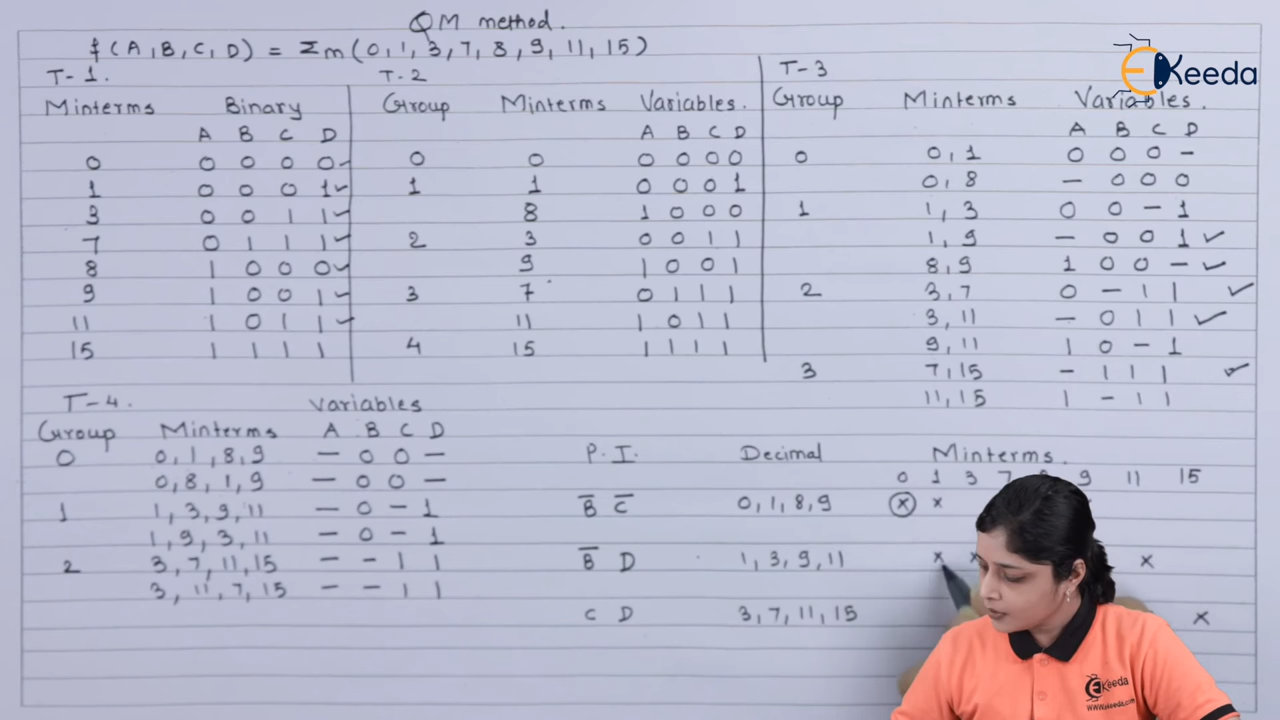 QM method.
f(A,B,C,D) = Σm(0,1,3,7,8,9,11,15)
EKeeda
T-1. T-2 T-3
Minterms Binary Group Minterms Variables. Group Minterms Variables.
A B C D A B C D A B C D
0 0 0 0 0 ✓ 0 0 0 0 0 0 0 0,1 0 0 0 –
1 0 0 0 1 ✓ 1 1 0 0 0 1 0,8 – 0 0 0
3 0 0 1 1 ✓ 8 1 0 0 0 1 1,3 0 0 – 1
7 0 1 1 1 ✓ 2 3 0 0 1 1 1,9 – 0 0 1 ✓
8 1 0 0 0 ✓ 9 1 0 0 1 8,9 1 0 0 – ✓
9 1 0 0 1 ✓ 3 7 0 1 1 1 2 3,7 0 – 1 1 ✓
11 1 0 1 1 ✓ 11 1 0 1 1 3,11 – 0 1 1 ✓
15 1 1 1 1 4 15 1 1 1 1 9,11 1 0 – 1
3 7,15 – 1 1 1 ✓
11,15 1 – 1 1
T-4. Variables
Group Minterms A B C D
0 0,1,8,9 – 0 0 –
0,8,1,9 – 0 0 –
1 1,3,9,11 – 0 – 1
1,9,3,11 – 0 – 1
2 3,7,11,15 – – 1 1
3,11,7,15 – – 1 1
P.I. Decimal Minterms.
0 1 3 7 9 11 15
B̅ C̅ 0,1,8,9 x x
B̅ D 1,3,9,11 x x x
C D 3,7,11,15 x
EKeeda
www.ekeeda.com